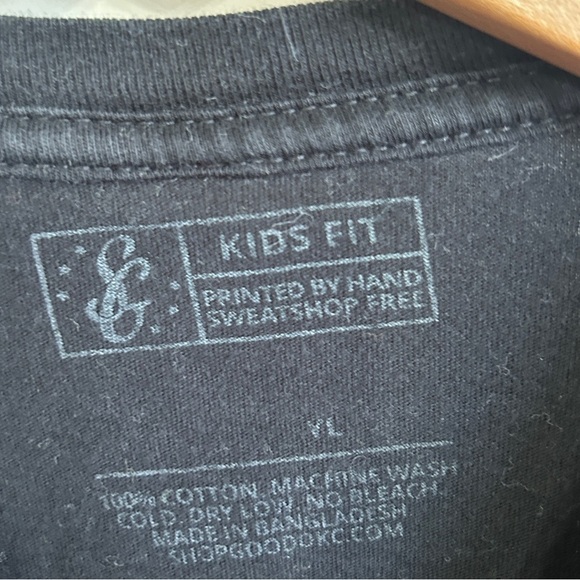 SG
KIDS FIT
PRINTED BY HAND
SWEATSHOP FREE
YL
100% COTTON. MACHINE WASH
COLD. DRY LOW. NO BLEACH.
MADE IN BANGLADESH
SHOPGOODOKC.COM